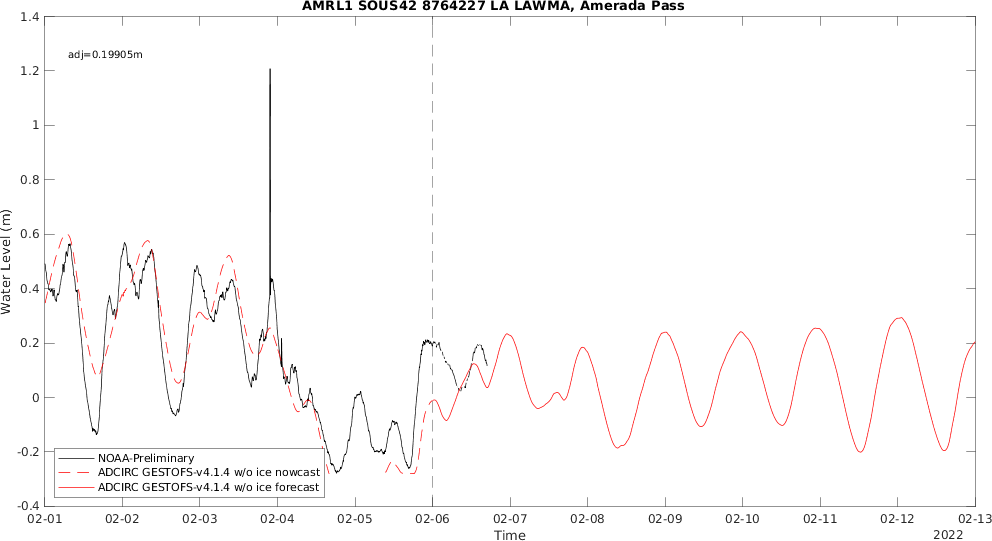 AMRL1 SOUS42 8764227 LA LAWMA, Amerada Pass
adj=0.19905m
Water Level (m)
1.4
1.2
1
0.8
0.6
0.4
0.2
0
-0.2
-0.4
NOAA-Preliminary
ADCIRC GESTOFS-v4.1.4 w/o ice nowcast
ADCIRC GESTOFS-v4.1.4 w/o ice forecast
02-01 02-02 02-03 02-04 02-05 02-06 02-07 02-08 02-09 02-10 02-11 02-12 02-13
Time
2022